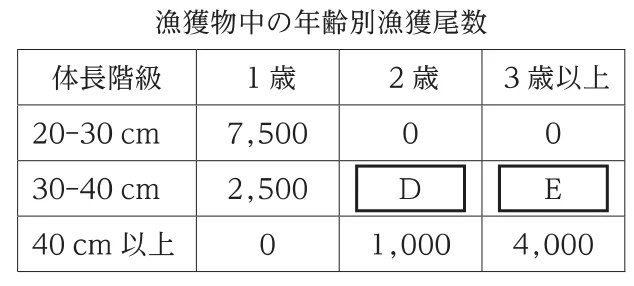 漁獲物中の年齢別漁獲尾数
体長階級 1歳 2歳 3歳以上
20-30 cm 7,500 0 0
30-40 cm 2,500 D E
40 cm 以上 0 1,000 4,000